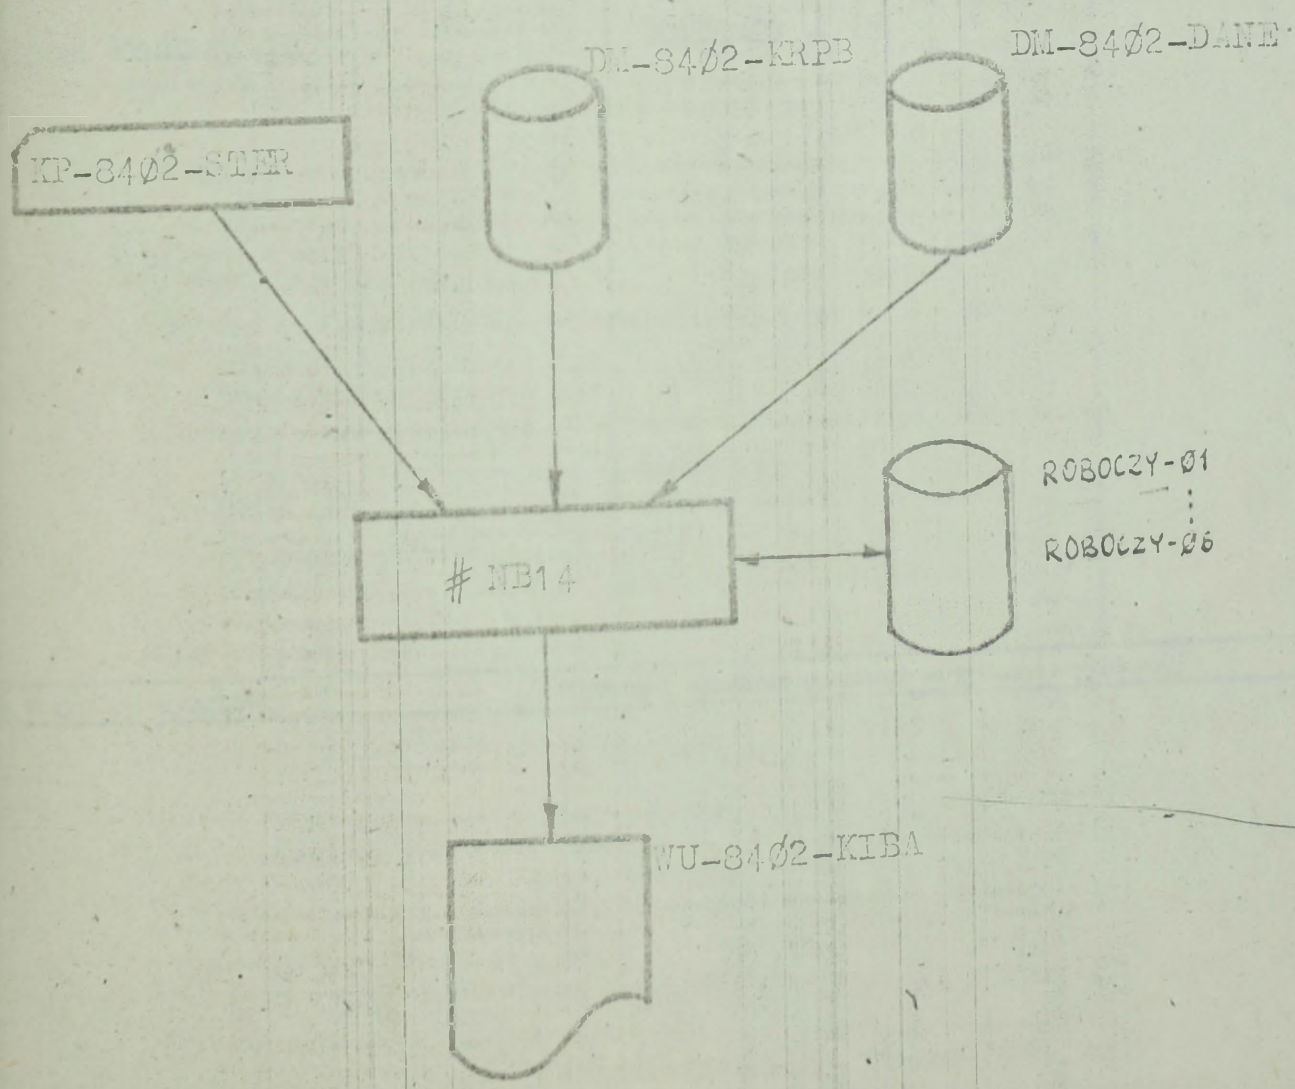 DM-84Ø2-KRPB
DM-84Ø2-DANE
KP-84Ø2-STER
ROBOCZY-Ø1
ROBOCZY-Ø6
# NB14
WU-84Ø2-KIBA